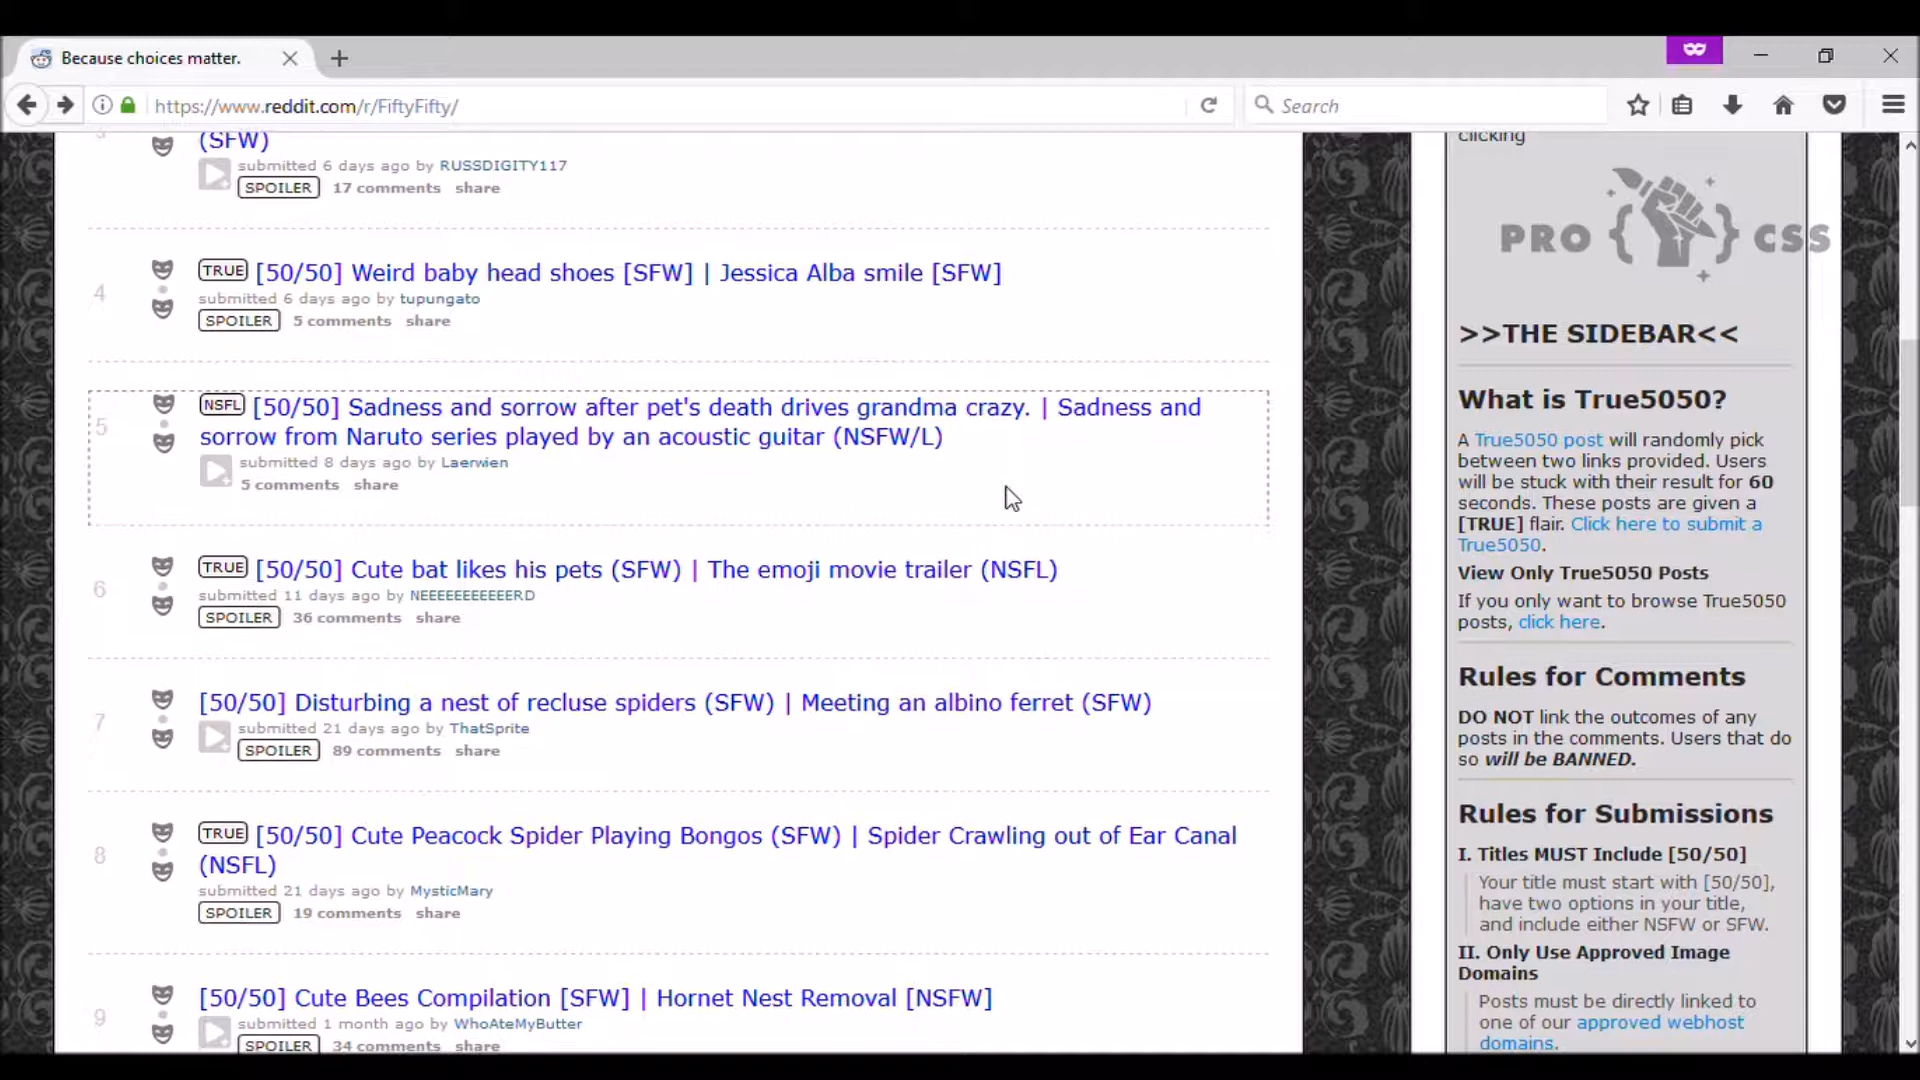 Because choices matter.
https://www.reddit.com/r/FiftyFifty/
Search
3
(SFW)
submitted 6 days ago by RUSSDIGITY117
SPOILER 17 comments share
4
TRUE [50/50] Weird baby head shoes [SFW] | Jessica Alba smile [SFW]
submitted 6 days ago by tupungato
SPOILER 5 comments share
5
NSFL [50/50] Sadness and sorrow after pet's death drives grandma crazy. | Sadness and
sorrow from Naruto series played by an acoustic guitar (NSFW/L)
submitted 8 days ago by Laerwien
5 comments share
6
TRUE [50/50] Cute bat likes his pets (SFW) | The emoji movie trailer (NSFL)
submitted 11 days ago by NEEEEEEEEEEERD
SPOILER 36 comments share
7
[50/50] Disturbing a nest of recluse spiders (SFW) | Meeting an albino ferret (SFW)
submitted 21 days ago by ThatSprite
SPOILER 89 comments share
8
TRUE [50/50] Cute Peacock Spider Playing Bongos (SFW) | Spider Crawling out of Ear Canal
(NSFL)
submitted 21 days ago by MysticMary
SPOILER 19 comments share
9
[50/50] Cute Bees Compilation [SFW] | Hornet Nest Removal [NSFW]
submitted 1 month ago by WhoAteMyButter
SPOILER 34 comments share
clicking
PRO { } CSS
>>THE SIDEBAR<<
What is True5050?
A True5050 post will randomly pick
between two links provided. Users
will be stuck with their result for 60
seconds. These posts are given a
[TRUE] flair. Click here to submit a
True5050.
View Only True5050 Posts
If you only want to browse True5050
posts, click here.
Rules for Comments
DO NOT link the outcomes of any
posts in the comments. Users that do
so will be BANNED.
Rules for Submissions
I. Titles MUST Include [50/50]
Your title must start with [50/50],
have two options in your title,
and include either NSFW or SFW.
II. Only Use Approved Image
Domains
Posts must be directly linked to
one of our approved webhost
domains.